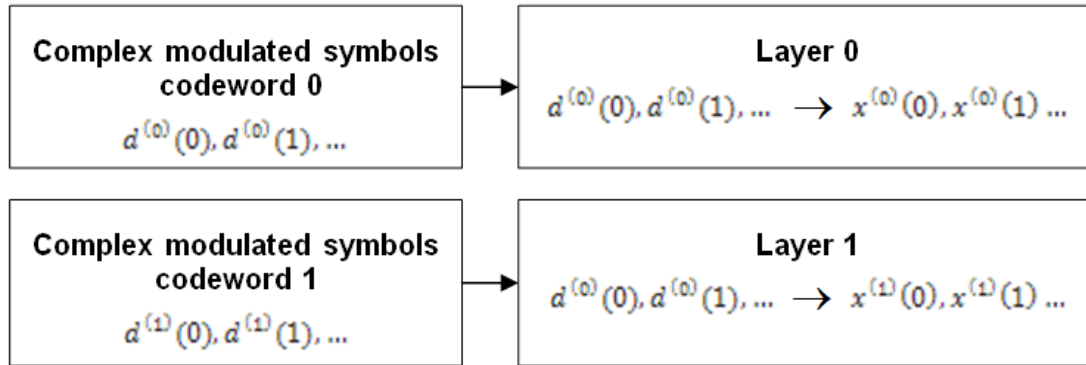 Complex modulated symbols
codeword 0
d⁽⁰⁾(0), d⁽⁰⁾(1), ...
Layer 0
d⁽⁰⁾(0), d⁽⁰⁾(1), ... → x⁽⁰⁾(0), x⁽⁰⁾(1) ...
Complex modulated symbols
codeword 1
d⁽¹⁾(0), d⁽¹⁾(1), ...
Layer 1
d⁽⁰⁾(0), d⁽⁰⁾(1), ... → x⁽¹⁾(0), x⁽¹⁾(1) ...